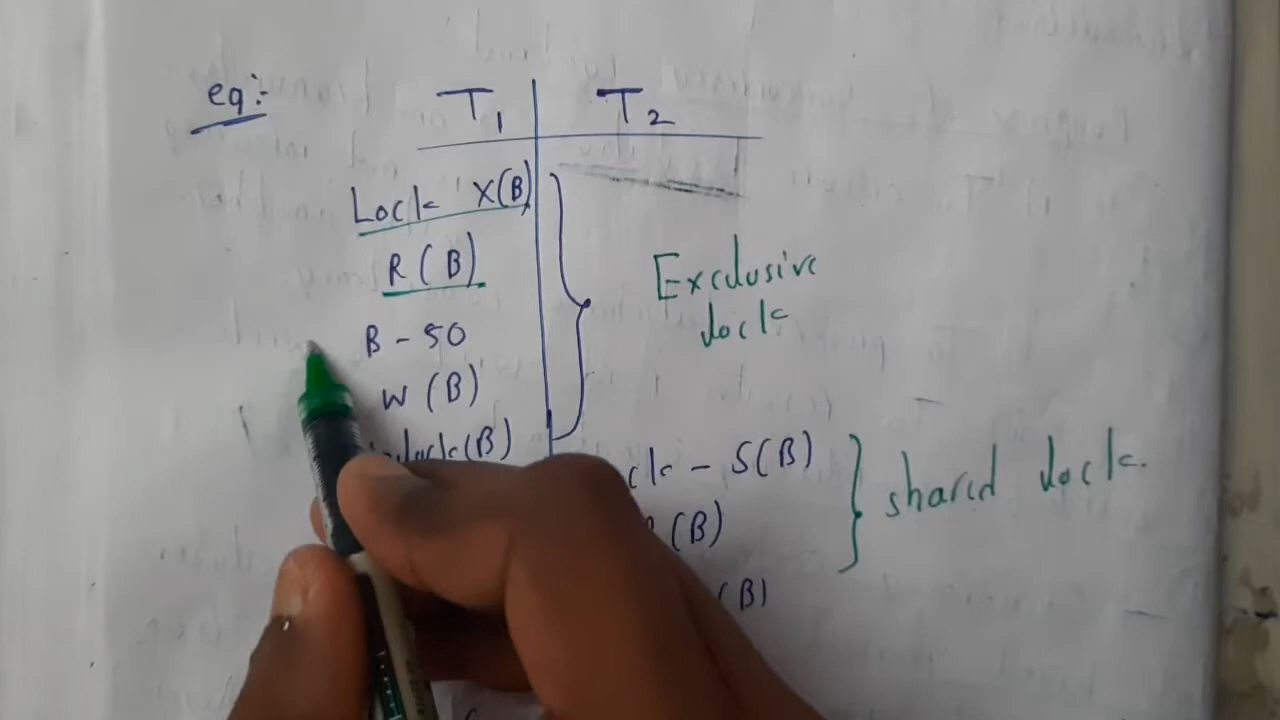 eg:-
T1 T2
Lock X(B)
R(B)
B - 50
W(B)
(B)
Exclusive
lock
- S(B)
(B)
(B)
shared lock.